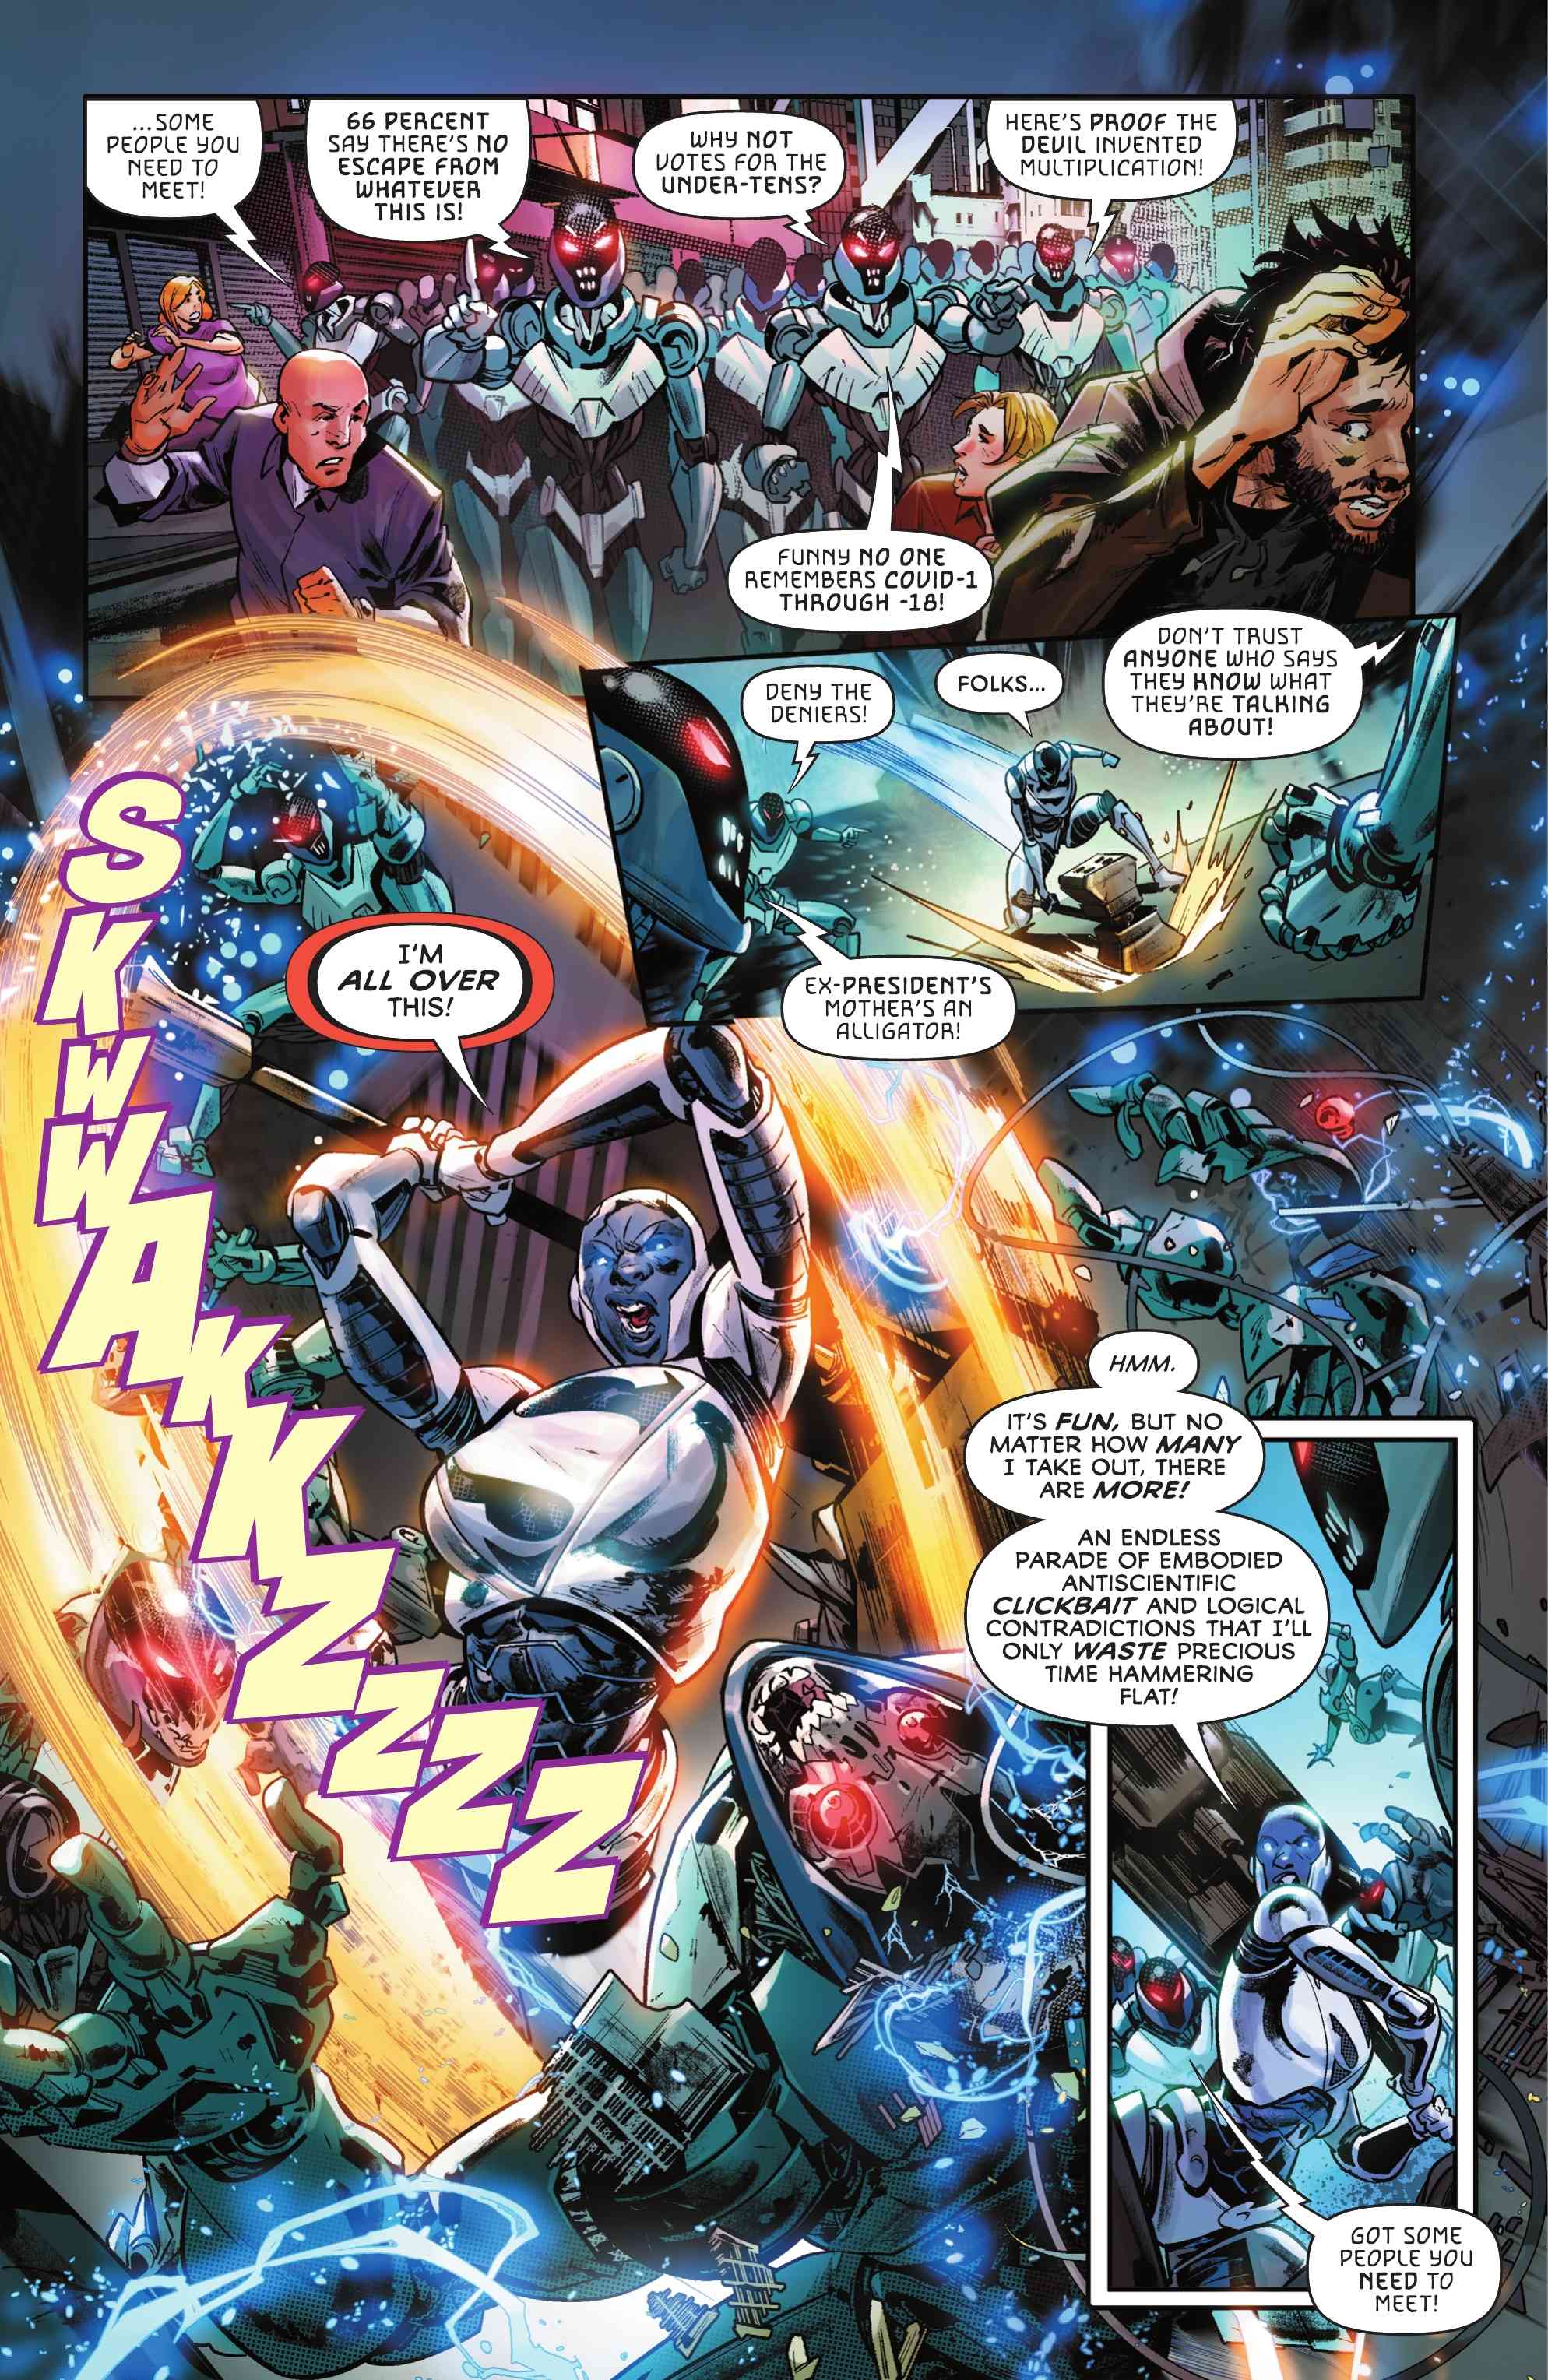 ...SOME
PEOPLE YOU
NEED TO
MEET!
66 PERCENT
SAY THERE'S NO
ESCAPE FROM
WHATEVER
THIS IS!
WHY NOT
VOTES FOR THE
UNDER-TENS?
HERE'S PROOF THE
DEVIL INVENTED
MULTIPLICATION!
FUNNY NO ONE
REMEMBERS COVID-1
THROUGH -18!
DENY THE
DENIERS!
FOLKS...
DON'T TRUST
ANYONE WHO SAYS
THEY KNOW WHAT
THEY'RE TALKING
ABOUT!
EX-PRESIDENT'S
MOTHER'S AN
ALLIGATOR!
I'M
ALL OVER
THIS!
SKWWAKKKZZZZ
HMM.
IT'S FUN, BUT NO
MATTER HOW MANY
I TAKE OUT, THERE
ARE MORE!
AN ENDLESS
PARADE OF EMBODIED
ANTISCIENTIFIC
CLICKBAIT AND LOGICAL
CONTRADICTIONS THAT I'LL
ONLY WASTE PRECIOUS
TIME HAMMERING
FLAT!
GOT SOME
PEOPLE YOU
NEED TO
MEET!